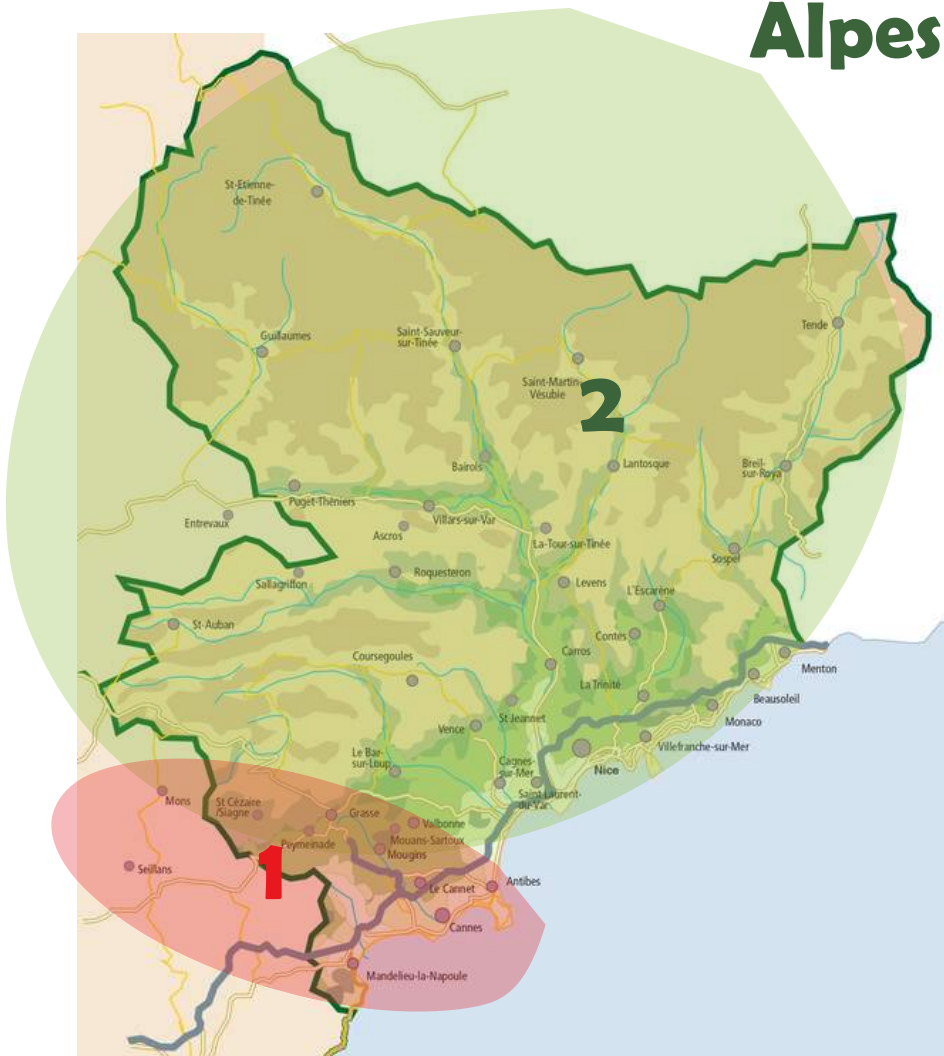 Alpes
St-Etienne-
de-Tinée
Guillaumes
Saint-Sauveur-
sur-Tinée
Tende
Saint-Martin-
Vésubie
2
Bairols
Lantosque
Breil-
sur-Roya
Puget-Théniers
Entrevaux
Villars-sur-Var
Ascros
La-Tour-sur-Tinée
Sospel
Sallagriffon
Roquesteron
Levens
L'Escarène
St-Auban
Contes
Coursegoules
Carros
Menton
La Trinité
Beausoleil
St Jeannet
Monaco
Vence
Villefranche-sur-Mer
Le Bar-
sur-Loup
Cagnes-
sur-Mer
Nice
Saint-Laurent-
du-Var
Mons
St Cézaire
/Siagne
Grasse
Valbonne
Peymeinade
Mouans-Sartoux
Mougins
1
Seillans
Le Cannet
Antibes
Cannes
Mandelieu-la-Napoule